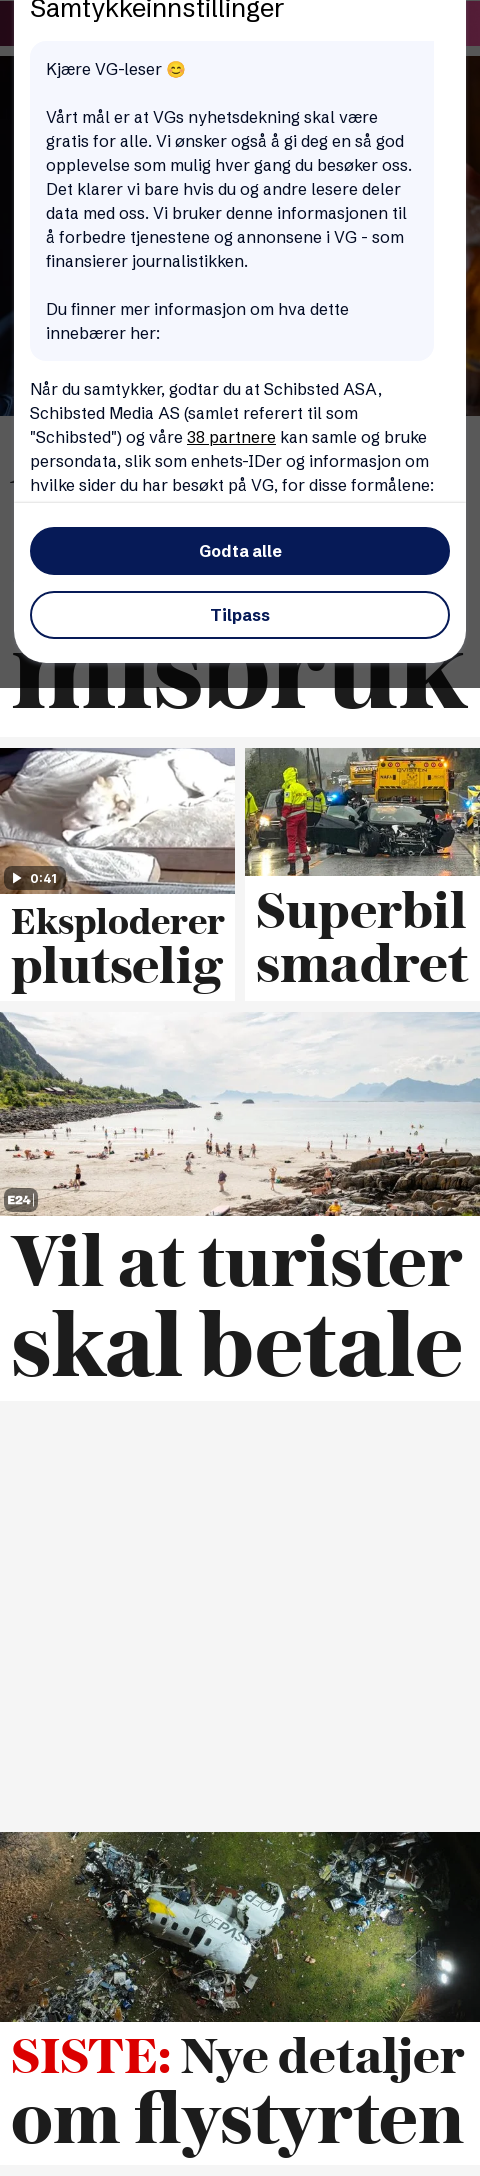 Samtykkeinnstillinger
Kjære VG-leser 😊
Vårt mål er at VGs nyhetsdekning skal være
gratis for alle. Vi ønsker også å gi deg en så god
opplevelse som mulig hver gang du besøker oss.
Det klarer vi bare hvis du og andre lesere deler
data med oss. Vi bruker denne informasjonen til
å forbedre tjenestene og annonsene i VG - som
finansierer journalistikken.
Du finner mer informasjon om hva dette
innebærer her:
Når du samtykker, godtar du at Schibsted ASA,
Schibsted Media AS (samlet referert til som
"Schibsted") og våre 38 partnere kan samle og bruke
persondata, slik som enhets-IDer og informasjon om
hvilke sider du har besøkt på VG, for disse formålene:
Godta alle
Tilpass
misbruk
0:41
Eksploderer
plutselig
Superbil
smadret
E24
Vil at turister
skal betale
VOEPASS
SISTE: Nye detaljer
om flystyrten